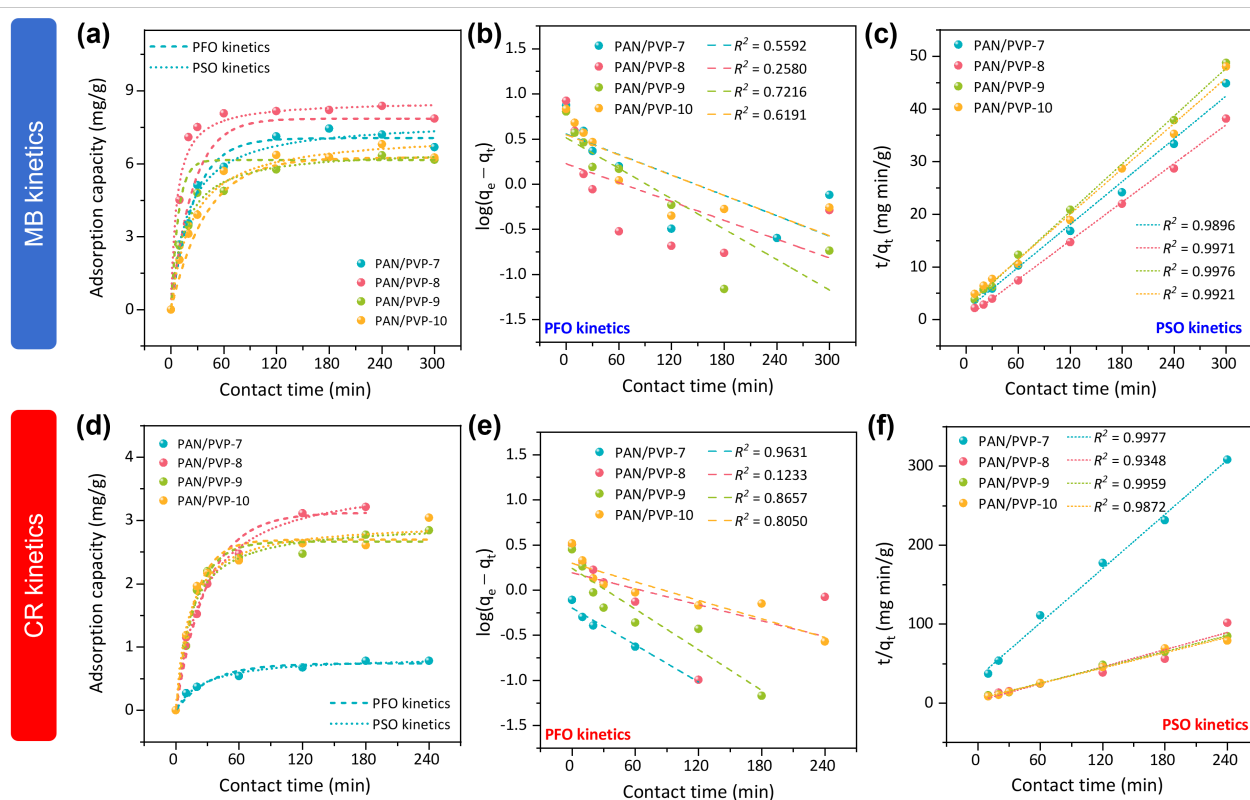 MB kinetics
(a)
PFO kinetics
PSO kinetics
Adsorption capacity (mg/g)
9
6
3
0
PAN/PVP-7
PAN/PVP-8
PAN/PVP-9
PAN/PVP-10
0 60 120 180 240 300
Contact time (min)
(b)
PAN/PVP-7 R² = 0.5592
PAN/PVP-8 R² = 0.2580
PAN/PVP-9 R² = 0.7216
PAN/PVP-10 R² = 0.6191
log(qe − qt)
1.5
1.0
0.5
0.0
-0.5
-1.0
-1.5
PFO kinetics
0 60 120 180 240 300
Contact time (min)
(c)
PAN/PVP-7
PAN/PVP-8
PAN/PVP-9
PAN/PVP-10
t/qt (mg min/g)
50
40
30
20
10
0
R² = 0.9896
R² = 0.9971
R² = 0.9976
R² = 0.9921
PSO kinetics
0 60 120 180 240 300
Contact time (min)
CR kinetics
(d)
PAN/PVP-7
PAN/PVP-8
PAN/PVP-9
PAN/PVP-10
Adsorption capacity (mg/g)
4
3
2
1
0
PFO kinetics
PSO kinetics
0 60 120 180 240
Contact time (min)
(e)
PAN/PVP-7 R² = 0.9631
PAN/PVP-8 R² = 0.1233
PAN/PVP-9 R² = 0.8657
PAN/PVP-10 R² = 0.8050
log(qe − qt)
1.5
1.0
0.5
0.0
-0.5
-1.0
-1.5
PFO kinetics
0 60 120 180 240
Contact time (min)
(f)
PAN/PVP-7 R² = 0.9977
PAN/PVP-8 R² = 0.9348
PAN/PVP-9 R² = 0.9959
PAN/PVP-10 R² = 0.9872
t/qt (mg min/g)
300
200
100
0
PSO kinetics
0 60 120 180 240
Contact time (min)